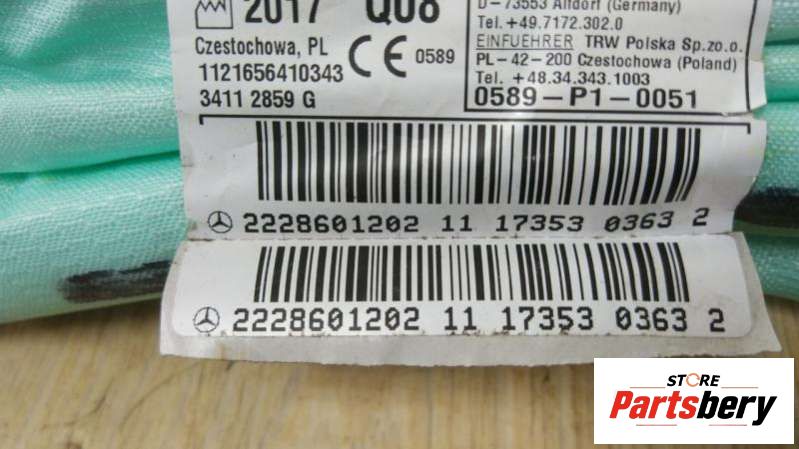 2017 Q08
Czestochowa, PL
1121656410343
CE 0589
3411 2859 G
D-73553 Alfdorf (Germany)
Tel.+49.7172.302.0
EINFUEHRER TRW Polska Sp.zo.o.
PL-42-200 Czestochowa (Poland)
Tel. +48.34.343.1003
0589-P1-0051
2228601202 11 17353 0363 2
2228601202 11 17353 0363 2
STORE
Partsbery